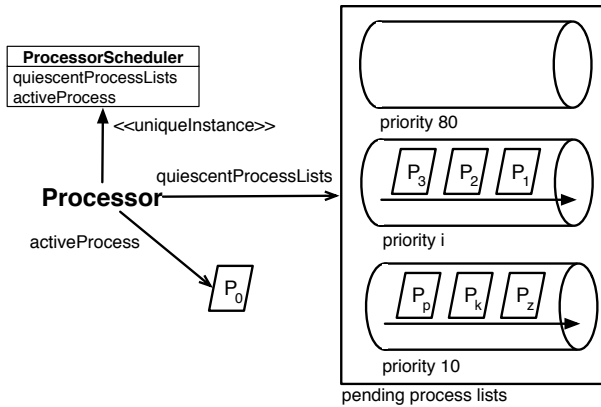 ProcessorScheduler
quiescentProcessLists
activeProcess
<<uniqueInstance>>
Processor
quiescentProcessLists
activeProcess
P0
priority 80
P3 P2 P1
priority i
Pp Pk Pz
priority 10
pending process lists